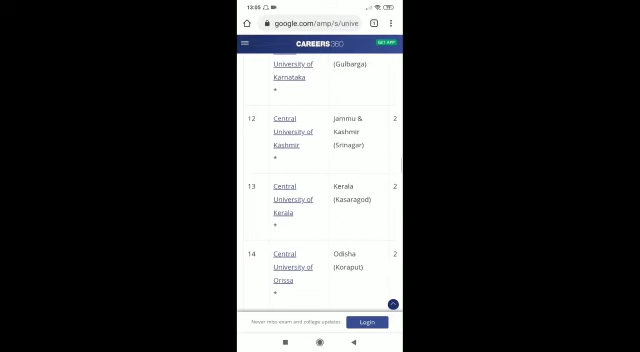 13:05
google.com/amp/s/unive
1
CAREERS360
GET APP
University of
(Gulbarga)
Karnataka
*
12
Central
Jammu &
2
University of
Kashmir
Kashmir
(Srinagar)
*
13
Central
Kerala
2
University of
(Kasaragod)
Kerala
*
14
Central
Odisha
2
University of
(Koraput)
Orissa
*
Never miss exam and college updates
Login